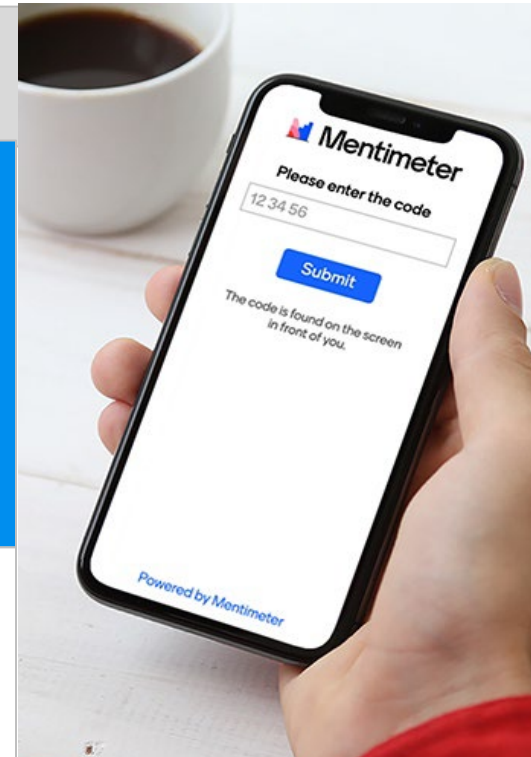 Mentimeter
Please enter the code
12 34 56
Submit
The code is found on the screen
in front of you.
Powered by Mentimeter